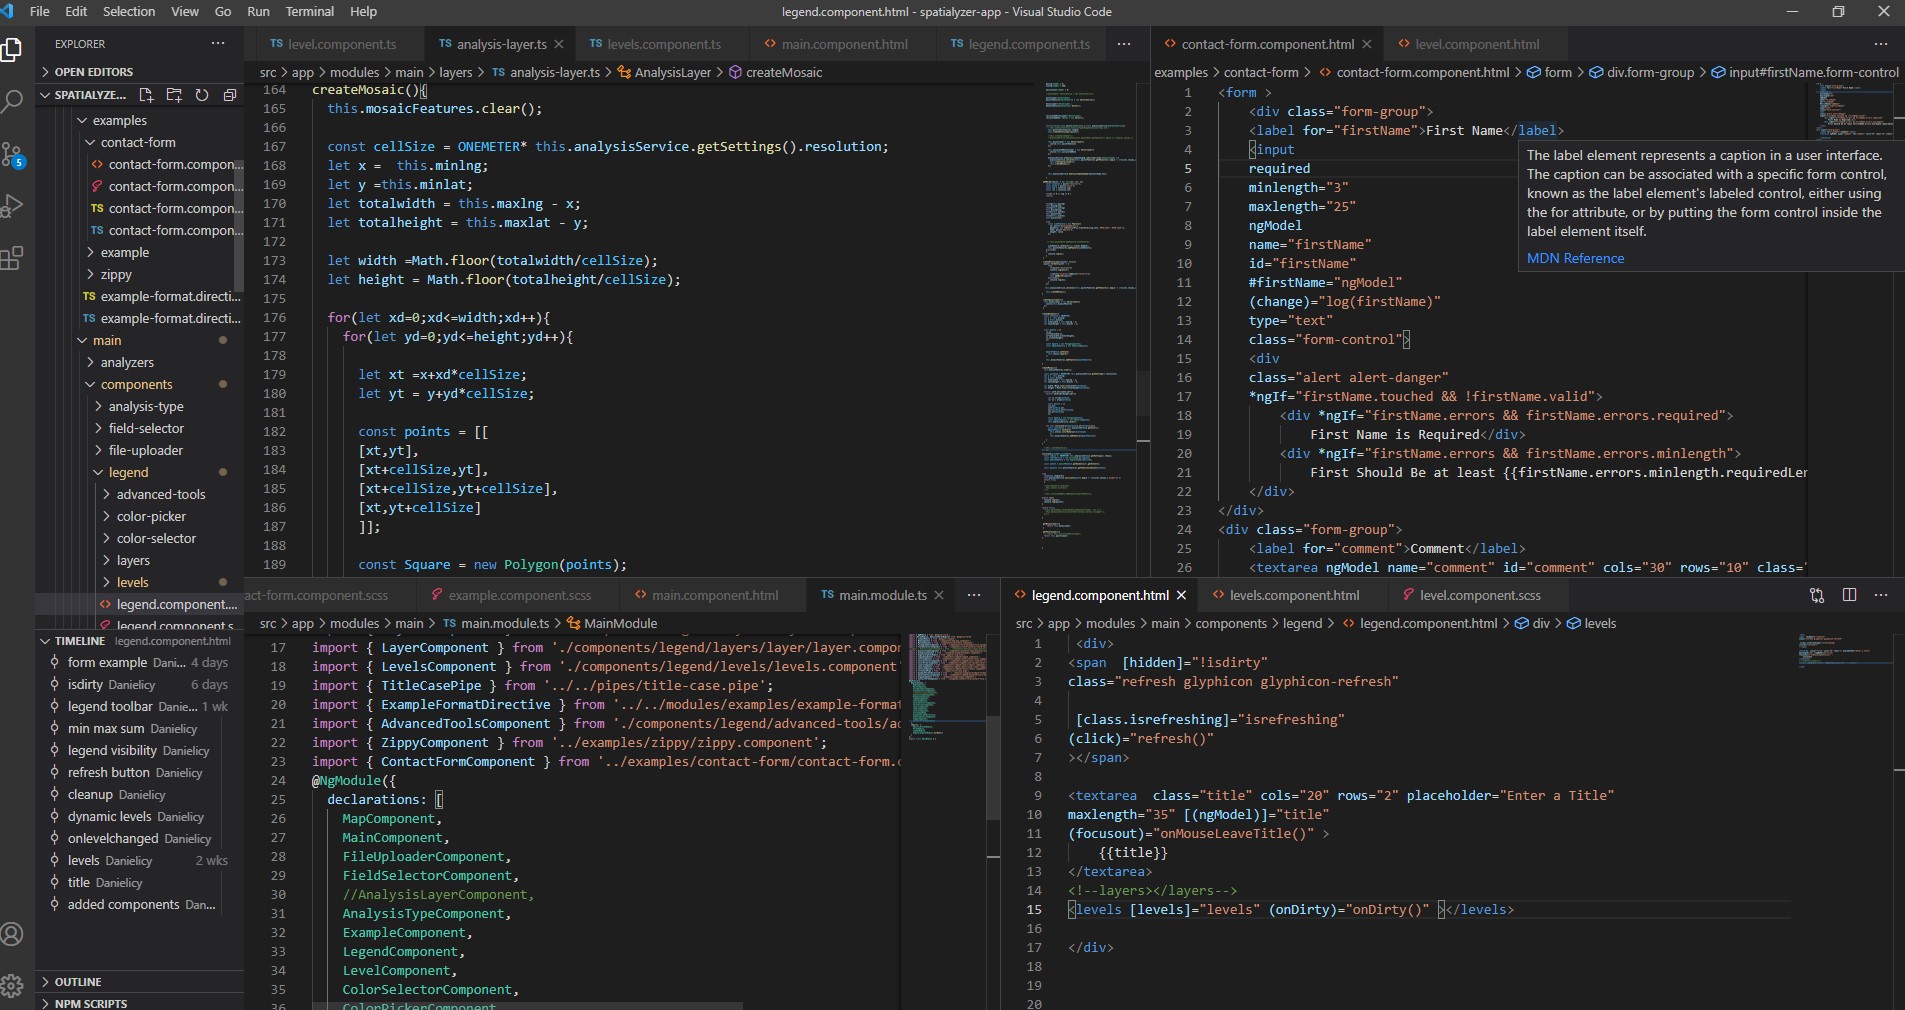 File Edit Selection View Go Run Terminal Help
legend.component.html - spatialyzer-app - Visual Studio Code
EXPLORER
OPEN EDITORS
SPATIALYZE...
examples
contact-form
contact-form.compon...
contact-form.compon...
TS contact-form.compon...
TS contact-form.compon...
example
zippy
TS example-format.directi...
TS example-format.directi...
main
analyzers
components
analysis-type
field-selector
file-uploader
legend
advanced-tools
color-picker
color-selector
layers
levels
legend.component....
legend.component.s...
5
TIMELINE legend.component.html
form example Dani... 4 days
isdirty Danielicy 6 days
legend toolbar Danie... 1 wk
min max sum Danielicy
legend visibility Danielicy
refresh button Danielicy
cleanup Danielicy
dynamic levels Danielicy
onlevelchanged Danielicy
levels Danielicy 2 wks
title Danielicy
added components Dan...
OUTLINE
NPM SCRIPTS
TS level.component.ts TS analysis-layer.ts TS levels.component.ts main.component.html TS legend.component.ts
src > app > modules > main > layers > TS analysis-layer.ts > AnalysisLayer > createMosaic
164 createMosaic(){
165 this.mosaicFeatures.clear();
166
167 const cellSize = ONEMETER* this.analysisService.getSettings().resolution;
168 let x =  this.minlng;
169 let y =this.minlat;
170 let totalwidth = this.maxlng - x;
171 let totalheight = this.maxlat - y;
172
173 let width =Math.floor(totalwidth/cellSize);
174 let height = Math.floor(totalheight/cellSize);
175
176 for(let xd=0;xd<=width;xd++){
177 for(let yd=0;yd<=height;yd++){
178
179 let xt =x+xd*cellSize;
180 let yt = y+yd*cellSize;
181
182 const points = [[
183 [xt,yt],
184 [xt+cellSize,yt],
185 [xt+cellSize,yt+cellSize],
186 [xt,yt+cellSize]
187 ]];
188
189 const Square = new Polygon(points);
contact-form.component.html level.component.html
examples > contact-form > contact-form.component.html > form > div.form-group > input#firstName.form-control
1 <form >
2 <div class="form-group">
3 <label for="firstName">First Name</label>
4 <input
5 required
6 minlength="3"
7 maxlength="25"
8 ngModel
9 name="firstName"
10 id="firstName"
11 #firstName="ngModel"
12 (change)="log(firstName)"
13 type="text"
14 class="form-control">
15 <div
16 class="alert alert-danger"
17 *ngIf="firstName.touched && !firstName.valid">
18 <div *ngIf="firstName.errors && firstName.errors.required">
19 First Name is Required</div>
20 <div *ngIf="firstName.errors && firstName.errors.minlength">
21 First Should Be at least {{firstName.errors.minlength.requiredLer
22 </div>
23 </div>
24 <div class="form-group">
25 <label for="comment">Comment</label>
26 <textarea ngModel name="comment" id="comment" cols="30" rows="10" class='
The label element represents a caption in a user interface.
The caption can be associated with a specific form control,
known as the label element's labeled control, either using
the for attribute, or by putting the form control inside the
label element itself.
MDN Reference
act-form.component.scss example.component.scss main.component.html TS main.module.ts
src > app > modules > main > TS main.module.ts > MainModule
17 import { LayerComponent } from './components/legend/layers/layer/layer.compor
18 import { LevelsComponent } from './components/legend/levels/levels.component'
19 import { TitleCasePipe } from '../../pipes/title-case.pipe';
20 import { ExampleFormatDirective } from '../../modules/examples/example-format
21 import { AdvancedToolsComponent } from './components/legend/advanced-tools/ac
22 import { ZippyComponent } from '../examples/zippy/zippy.component';
23 import { ContactFormComponent } from '../examples/contact-form/contact-form.c
24 @NgModule({
25 declarations: [
26 MapComponent,
27 MainComponent,
28 FileUploaderComponent,
29 FieldSelectorComponent,
30 //AnalysisLayerComponent,
31 AnalysisTypeComponent,
32 ExampleComponent,
33 LegendComponent,
34 LevelComponent,
35 ColorSelectorComponent,
36 ColorPickerComponent
legend.component.html levels.component.html level.component.scss
src > app > modules > main > components > legend > legend.component.html > div > levels
1 <div>
2 <span  [hidden]="!isdirty"
3 class="refresh glyphicon glyphicon-refresh"
4
5 [class.isrefreshing]="isrefreshing"
6 (click)="refresh()"
7 ></span>
8
9 <textarea  class="title" cols="20" rows="2" placeholder="Enter a Title"
10 maxlength="35" [(ngModel)]="title"
11 (focusout)="onMouseLeaveTitle()" >
12 {{title}}
13 </textarea>
14 <!--layers></layers-->
15 <levels [levels]="levels" (onDirty)="onDirty()" ></levels>
16
17 </div>
18
19
20